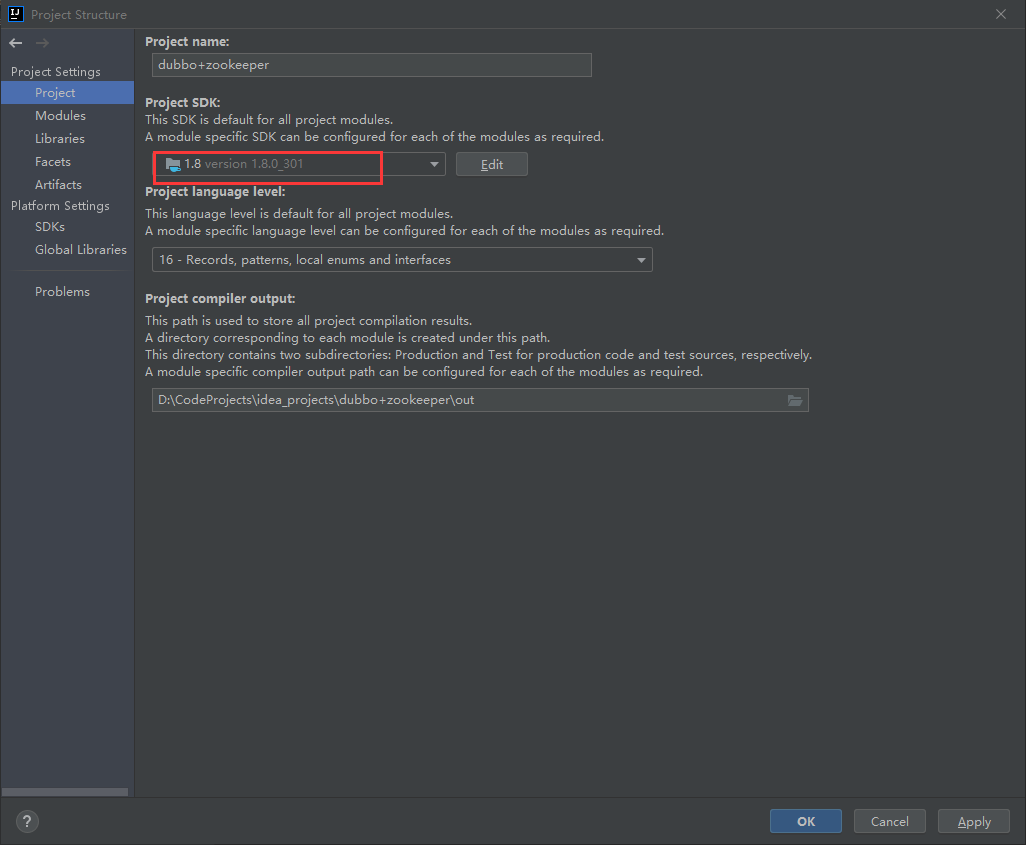 IJ
Project Structure
Project Settings
Project
Modules
Libraries
Facets
Artifacts
Platform Settings
SDKs
Global Libraries
Problems
Project name:
dubbo+zookeeper
Project SDK:
This SDK is default for all project modules.
A module specific SDK can be configured for each of the modules as required.
1.8 version 1.8.0_301
Edit
Project language level:
This language level is default for all project modules.
A module specific language level can be configured for each of the modules as required.
16 - Records, patterns, local enums and interfaces
Project compiler output:
This path is used to store all project compilation results.
A directory corresponding to each module is created under this path.
This directory contains two subdirectories: Production and Test for production code and test sources, respectively.
A module specific compiler output path can be configured for each of the modules as required.
D:\CodeProjects\idea_projects\dubbo+zookeeper\out
?
OK
Cancel
Apply